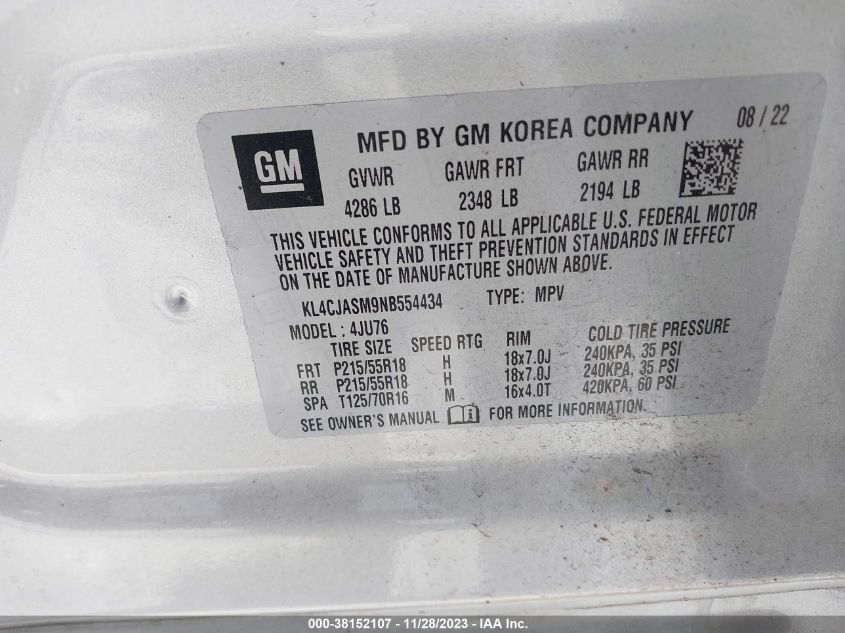 GM
MFD BY GM KOREA COMPANY 08 / 22
GVWR GAWR FRT GAWR RR
4286 LB 2348 LB 2194 LB
THIS VEHICLE CONFORMS TO ALL APPLICABLE U.S. FEDERAL MOTOR
VEHICLE SAFETY AND THEFT PREVENTION STANDARDS IN EFFECT
ON THE DATE OF MANUFACTURE SHOWN ABOVE.
KL4CJASM9NB554434 TYPE: MPV
MODEL : 4JU76
TIRE SIZE SPEED RTG RIM COLD TIRE PRESSURE
FRT P215/55R18 H 18x7.0J 240KPA, 35 PSI
RR P215/55R18 H 18x7.0J 240KPA, 35 PSI
SPA T125/70R16 M 16x4.0T 420KPA, 60 PSI
SEE OWNER'S MANUAL i FOR MORE INFORMATION.
000-38152107 - 11/28/2023 - IAA Inc.